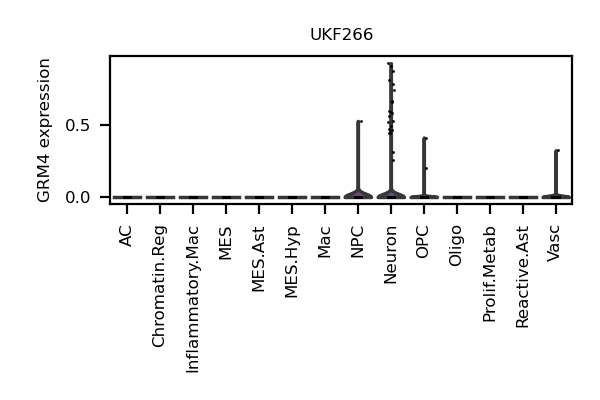 UKF266
GRM4 expression
0.5
0.0
AC
Chromatin.Reg
Inflammatory.Mac
MES
MES.Ast
MES.Hyp
Mac
NPC
Neuron
OPC
Oligo
Prolif.Metab
Reactive.Ast
Vasc